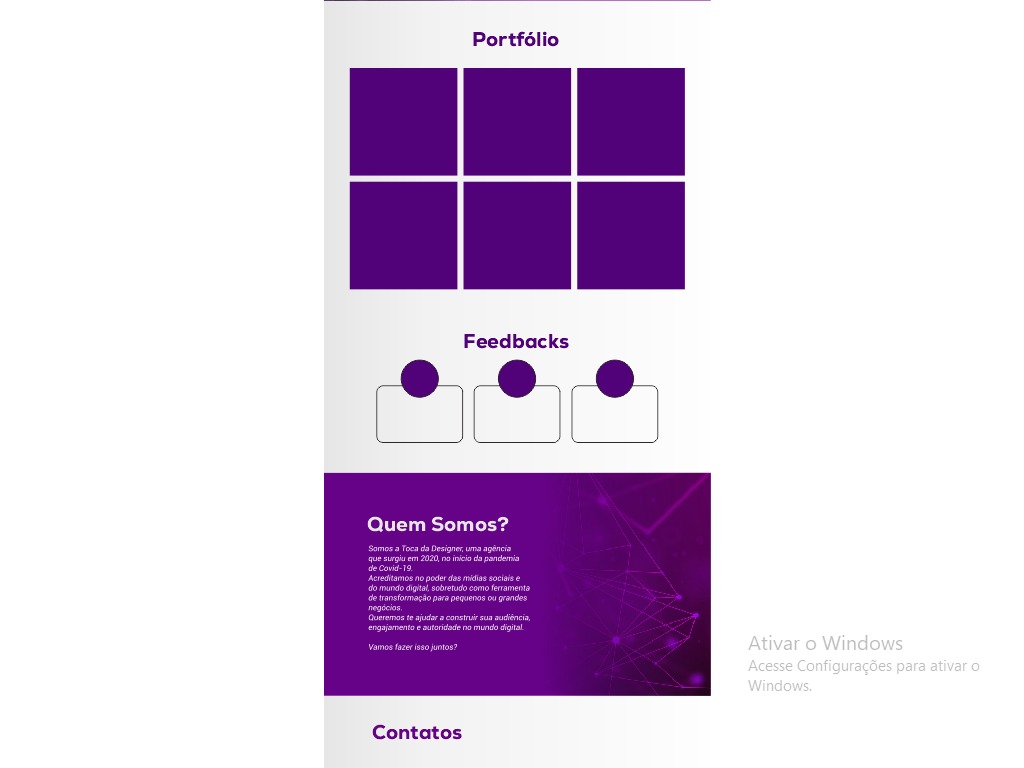 Portfólio
Feedbacks
Quem Somos?
Somos a Toca da Designer, uma agência
que surgiu em 2020, no início da pandemia
de Covid-19.
Acreditamos no poder das mídias sociais e
do mundo digital, sobretudo como ferramenta
de transformação para pequenos ou grandes
negócios.
Queremos te ajudar a construir sua audiência,
engajamento e autoridade no mundo digital.
Vamos fazer isso juntos?
Ativar o Windows
Acesse Configurações para ativar o
Windows.
Contatos